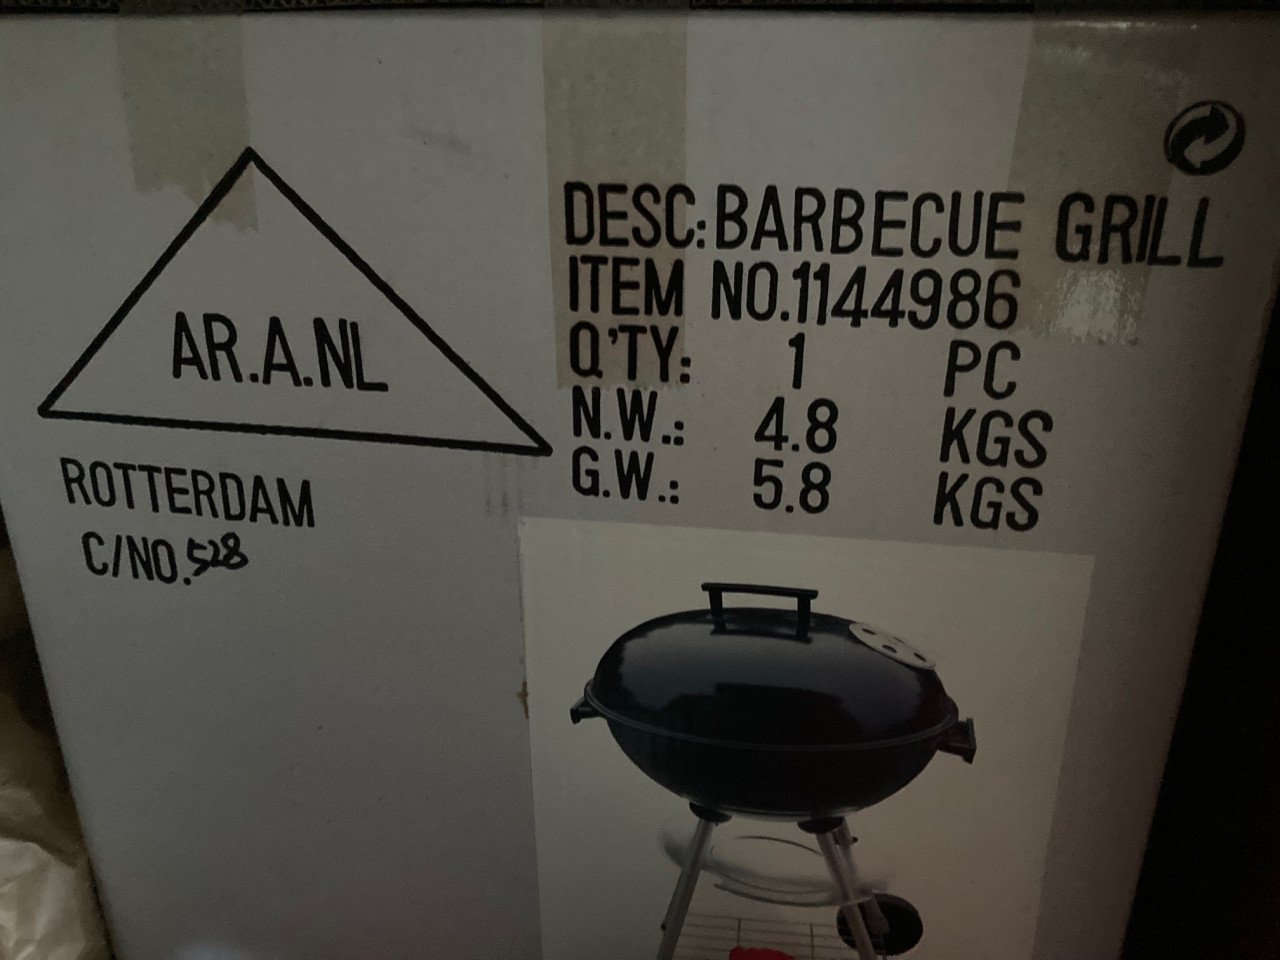 AR.A.NL
ROTTERDAM
C/NO.528
DESC:BARBECUE GRILL
ITEM NO.1144986
Q'TY: 1 PC
N.W.: 4.8 KGS
G.W.: 5.8 KGS